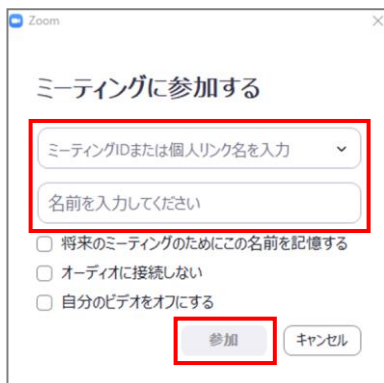 Zoom
ミーティングに参加する
ミーティングIDまたは個人リンク名を入力
名前を入力してください
将来のミーティングのためにこの名前を記憶する
オーディオに接続しない
自分のビデオをオフにする
参加 キャンセル